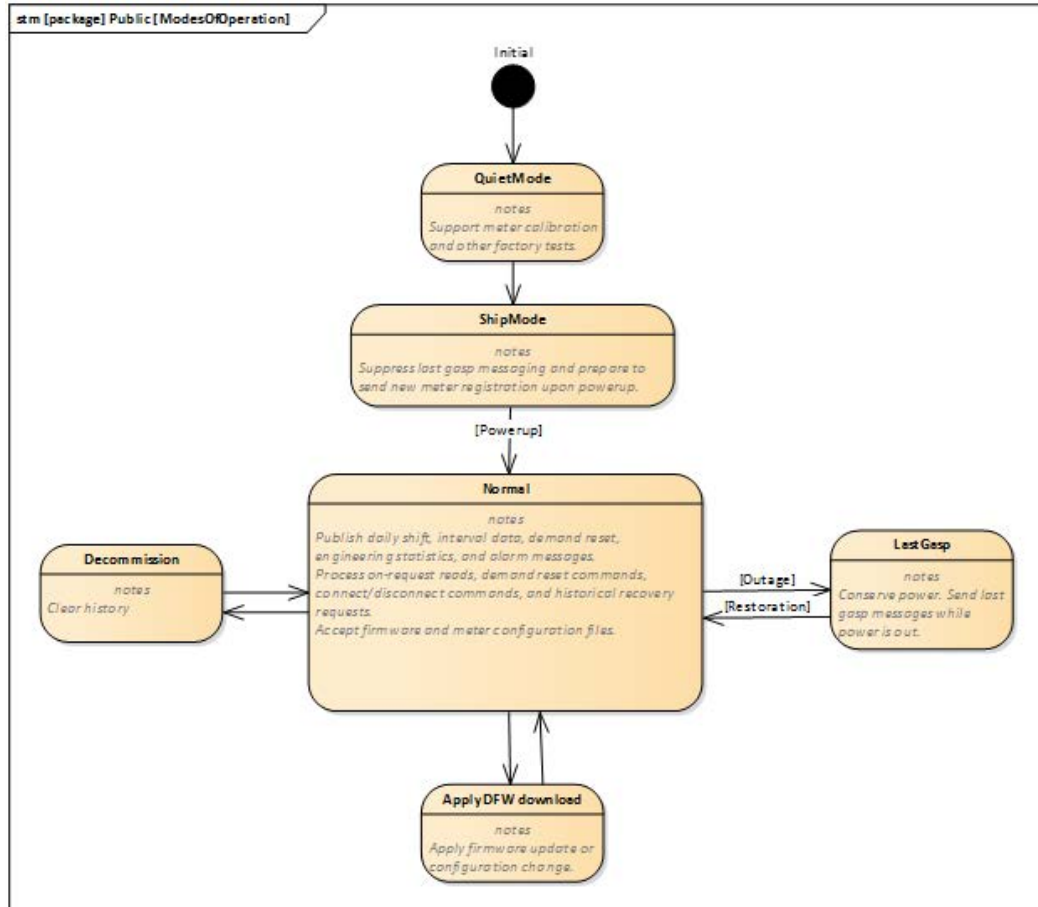 stm [package] Public [ModesOfOperation]
Initial
QuietMode
notes
Support meter calibration
and other factory tests.
ShipMode
notes
Suppress last gasp messaging and prepare to
send new meter registration upon powerup.
[Powerup]
Normal
notes
Publish daily shift, interval data, demand reset,
engineering statistics, and alarm messages.
Process on-request reads, demand reset commands,
connect/disconnect commands, and historical recovery
requests.
Accept firmware and meter configuration files.
Decommission
notes
Clear history
[Outage]
[Restoration]
LastGasp
notes
Conserve power. Send last
gasp messages while
power is out.
ApplyDFW download
notes
Apply firmware update or
configuration change.